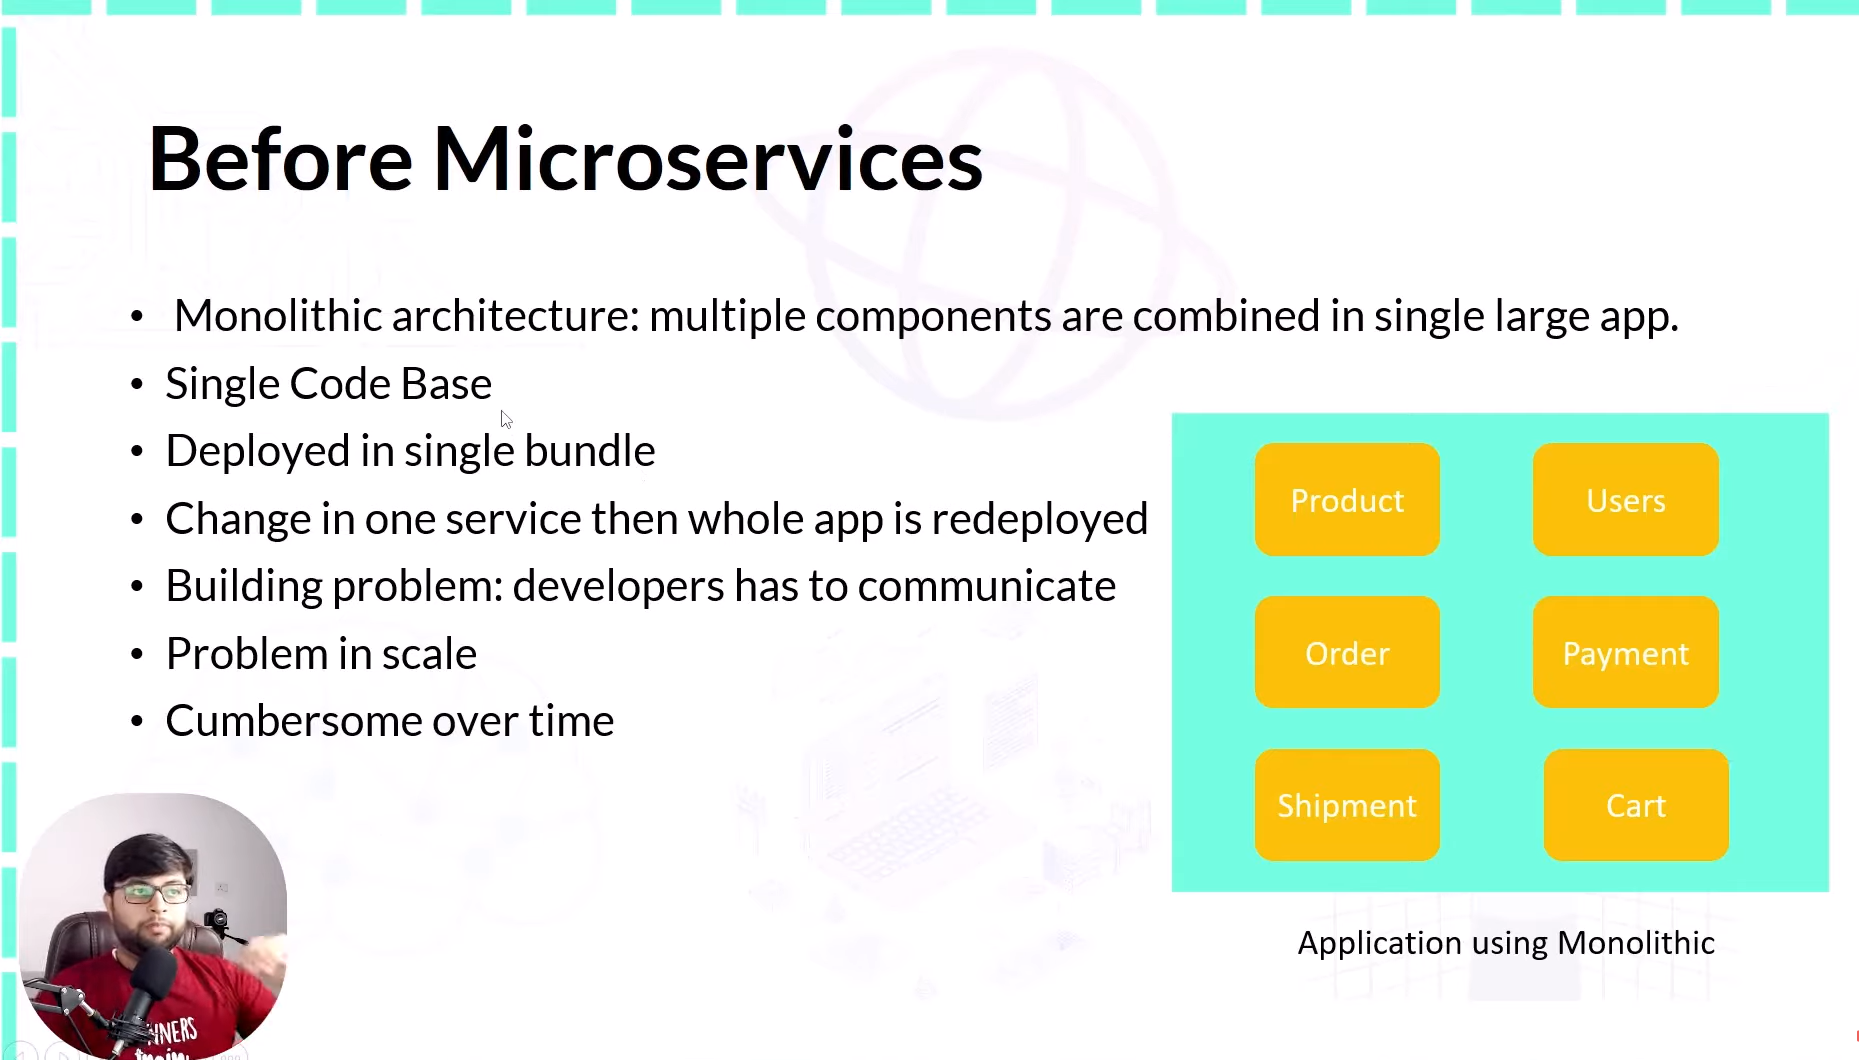 Before Microservices
• Monolithic architecture: multiple components are combined in single large app.
• Single Code Base
• Deployed in single bundle
• Change in one service then whole app is redeployed
• Building problem: developers has to communicate
• Problem in scale
• Cumbersome over time
Product
Users
Order
Payment
Shipment
Cart
Application using Monolithic